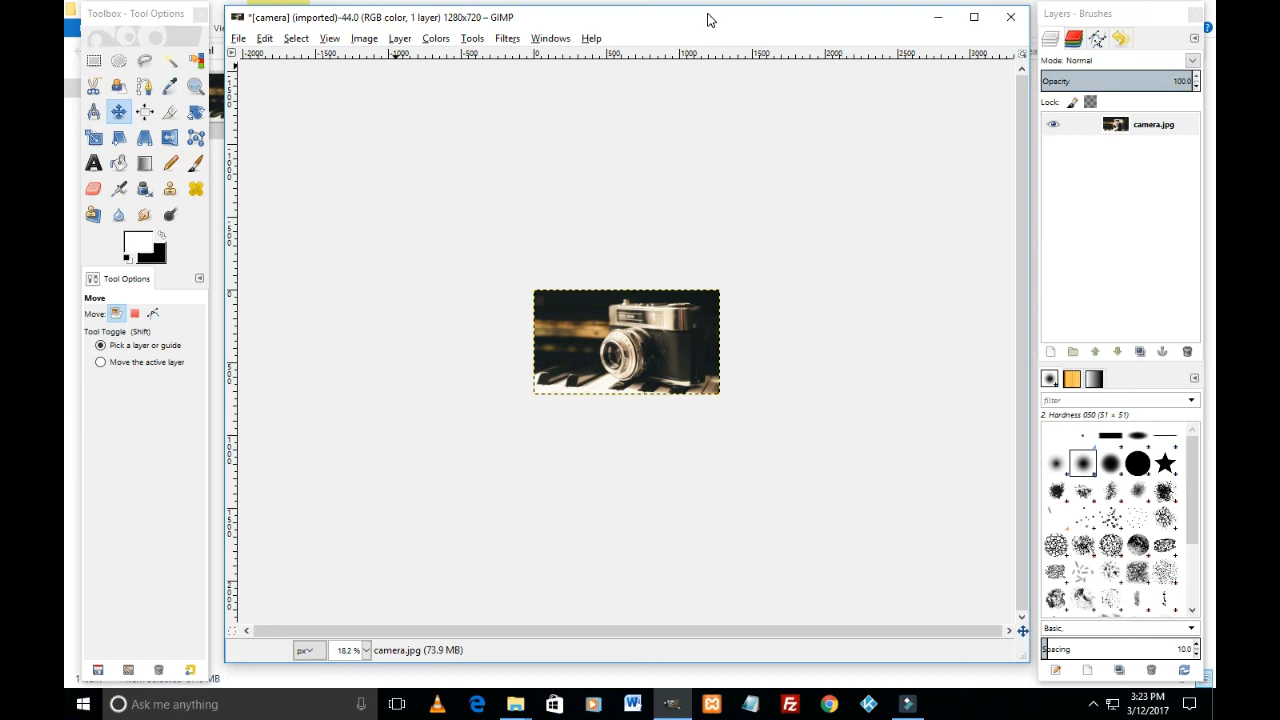 Toolbox - Tool Options
*[camera] (imported)-44.0 (RGB color, 1 layer) 1280x720 – GIMP
Layers - Brushes
File Edit Select View Image Layer Colors Tools Filters Windows Help
Mode: Normal
Opacity 100.0
Lock:
camera.jpg
Tool Options
Move
Move:
Tool Toggle (Shift)
Pick a layer or guide
Move the active layer
filter
2. Hardness 050 (51 × 51)
Basic,
Spacing 10.0
px 18.2 % camera.jpg (73.9 MB)
Ask me anything
3:23 PM
3/12/2017